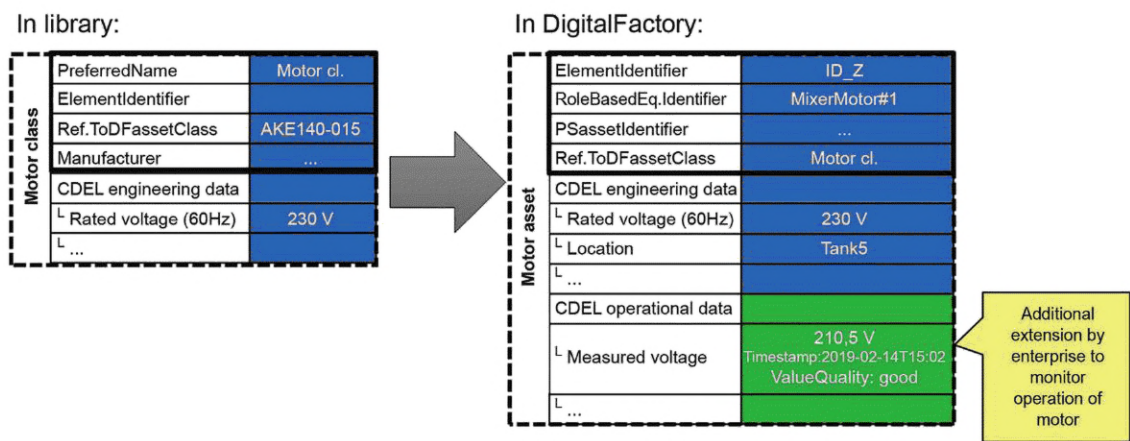 In library:
Motor class
PreferredName Motor cl.
ElementIdentifier
Ref.ToDFassetClass AKE140-015
Manufacturer ...
CDEL engineering data
└ Rated voltage (60Hz) 230 V
└ ...
In DigitalFactory:
Motor asset
ElementIdentifier ID_Z
RoleBasedEq.Identifier MixerMotor#1
PSassetIdentifier ...
Ref.ToDFassetClass Motor cl.
CDEL engineering data
└ Rated voltage (60Hz) 230 V
└ Location Tank5
└ ...
CDEL operational data
└ Measured voltage
210,5 V
Timestamp:2019-02-14T15:02
ValueQuality: good
└ ...
Additional
extension by
enterprise to
monitor
operation of
motor